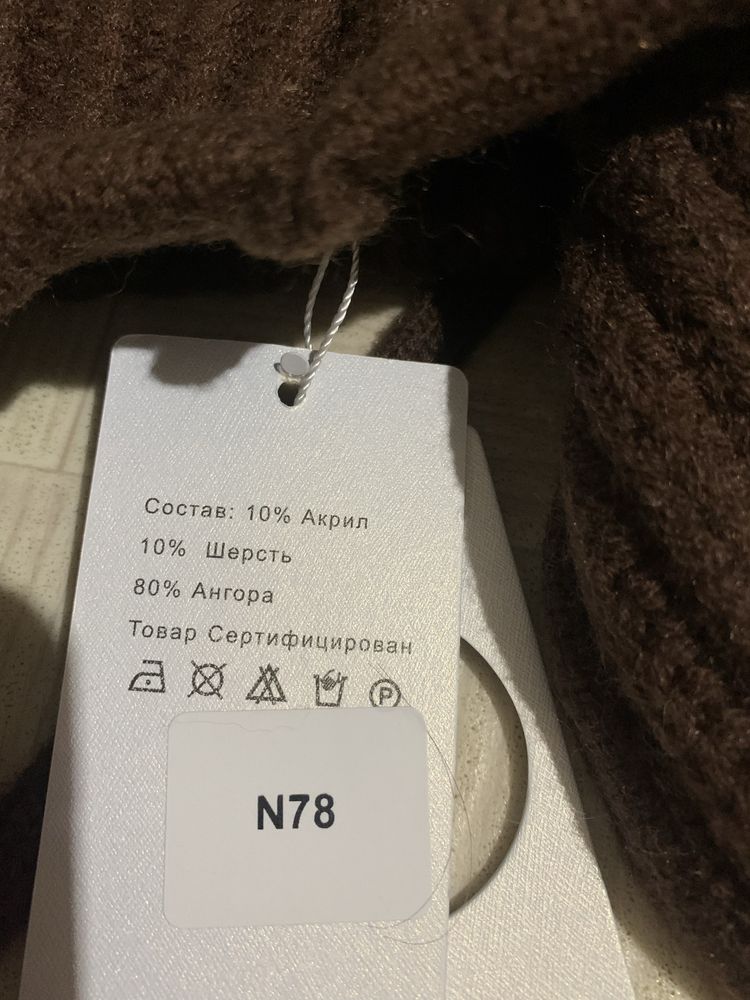 Состав: 10% Акрил
10% Шерсть
80% Ангора
Товар Сертифицирован
P
N78